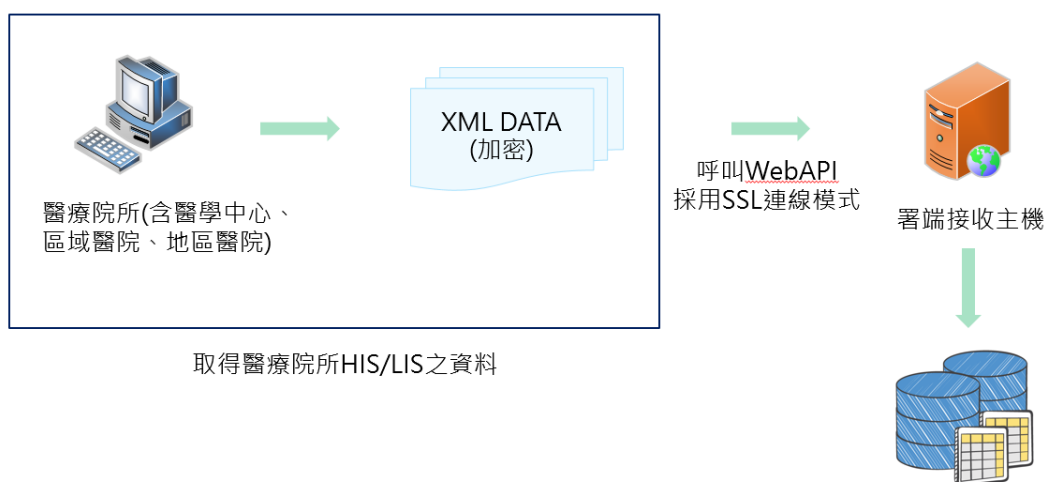 XML DATA
(加密)
呼叫WebAPI
採用SSL連線模式
醫療院所(含醫學中心、
區域醫院、地區醫院)
署端接收主機
取得醫療院所HIS/LIS之資料